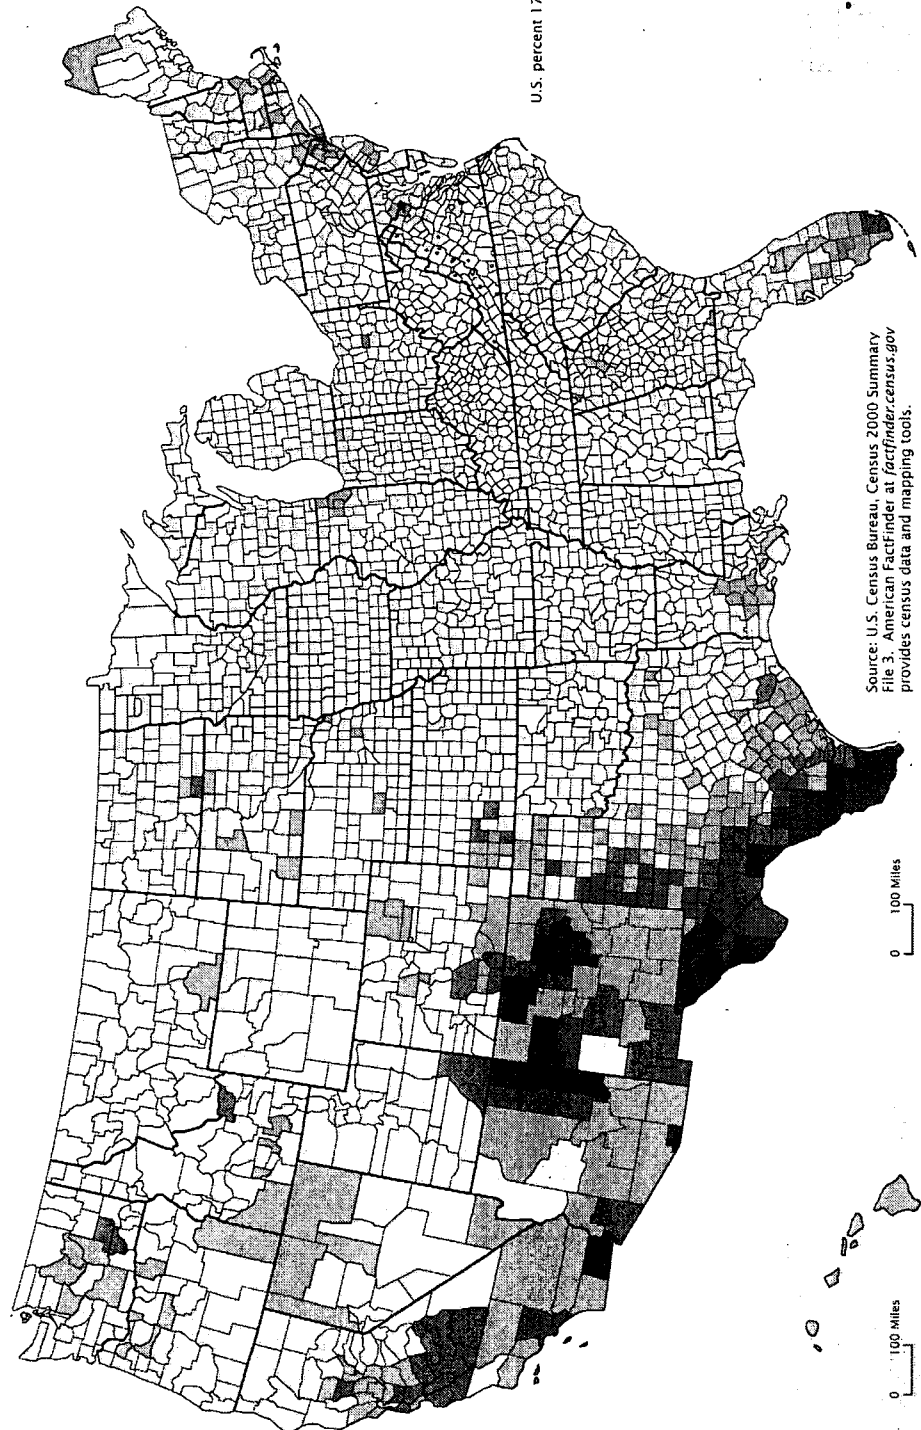 U.S. percent 17
Source: U.S. Census Bureau, Census 2000 Summary
File 3. American FactFinder at factfinder.census.gov
provides census data and mapping tools.
0 100 Miles
0 100 Miles